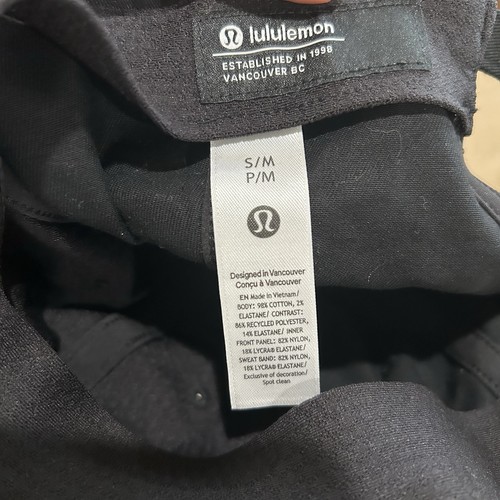 lululemon
ESTABLISHED IN 1998
VANCOUVER BC
S/M
P/M
Designed in Vancouver
Conçu à Vancouver
EN Made in Vietnam/
BODY: 98% COTTON, 2%
ELASTANE/ CONTRAST:
86% RECYCLED POLYESTER,
14% ELASTANE/ INNER
FRONT PANEL: 82% NYLON,
18% LYCRA® ELASTANE/
SWEAT BAND: 82% NYLON,
18% LYCRA® ELASTANE/
Exclusive of decoration/
Spot clean